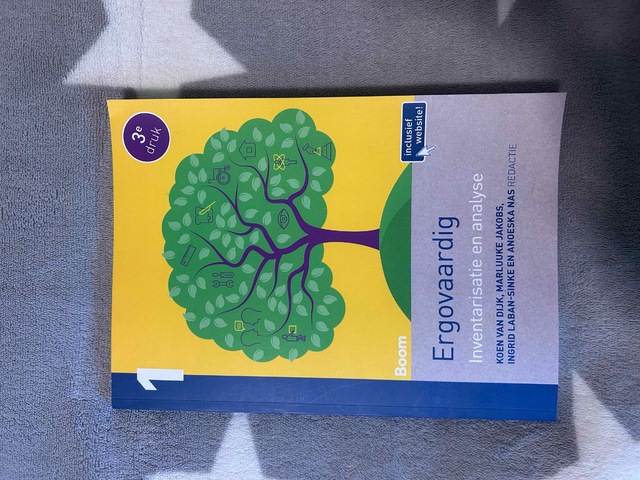 1
3e
druk
inclusief
website!
Ergovaardig
Inventarisatie en analyse
KOEN VAN DIJK, MARLUUKE JAKOBS,
INGRID LABAN-SINKE EN ANOESKA NAS REDACTIE
Boom